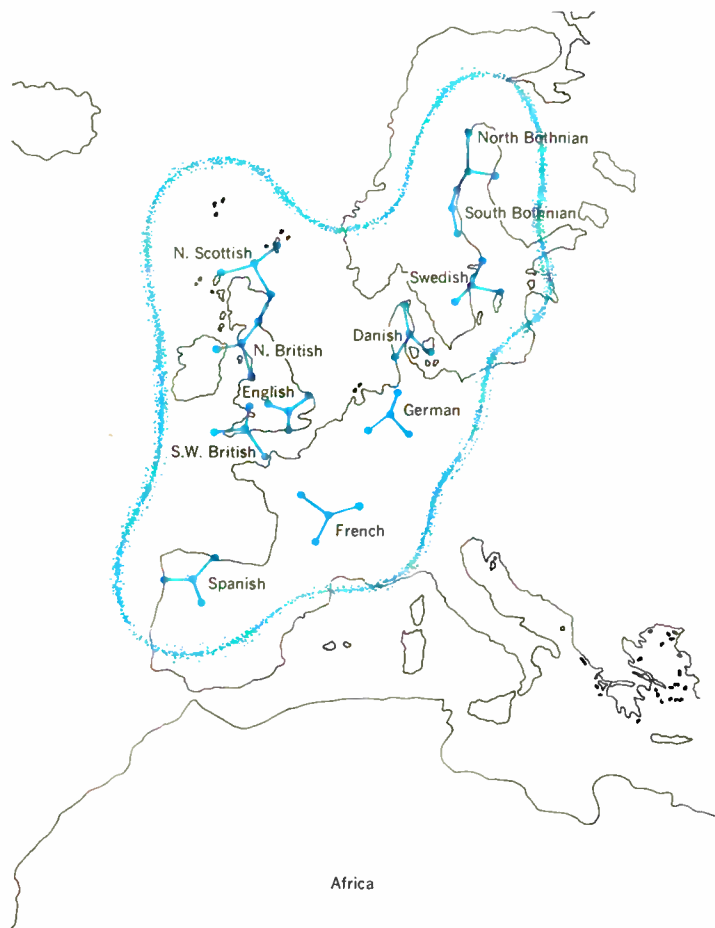 North Bothnian
South Bothnian
N. Scottish
Swedish
Danish
N. British
English
German
S.W. British
French
Spanish
Africa